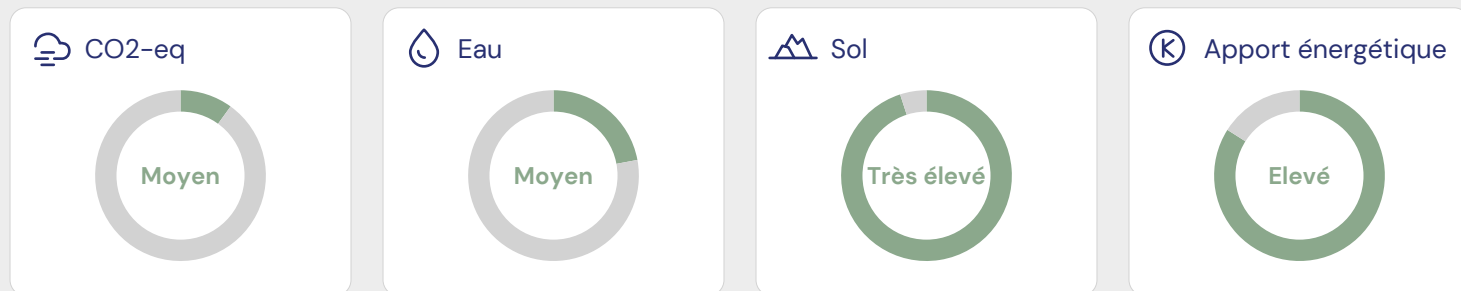 CO2-eq
Moyen
Eau
Moyen
Sol
Très élevé
Apport énergétique
Elevé